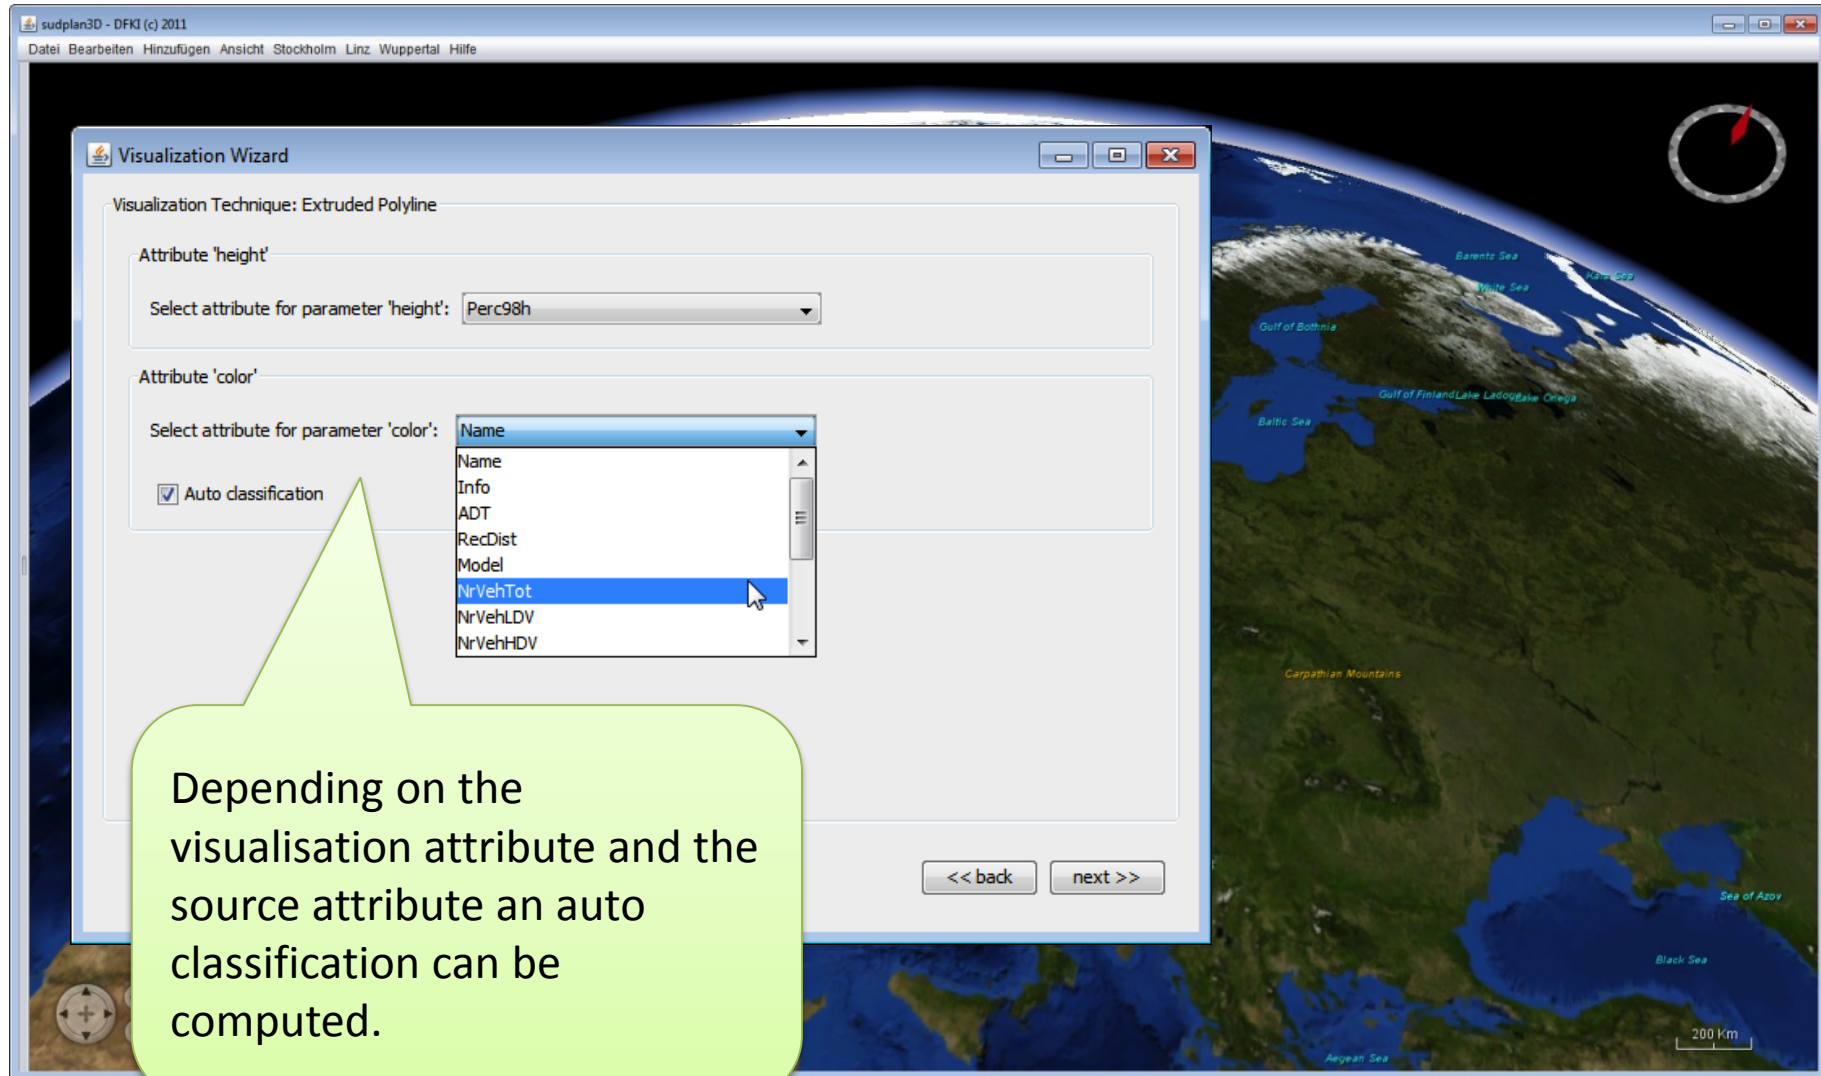 sudplan3D - DFKI (c) 2011
Datei Bearbeiten Hinzufügen Ansicht Stockholm Linz Wuppertal Hilfe
Visualization Wizard
Visualization Technique: Extruded Polyline
Attribute 'height'
Select attribute for parameter 'height': Perc98h
Attribute 'color'
Select attribute for parameter 'color': Name
Name
Info
Auto classification
ADT
RecDist
Model
NrVehTot
NrVehLDV
NrVehHDV
<< back next >>
Depending on the
visualisation attribute and the
source attribute an auto
classification can be
computed.
Barents Sea
Kara Sea
White Sea
Gulf of Bothnia
Gulf of Finland Lake Ladoga Lake Onega
Baltic Sea
Carpathian Mountains
Sea of Azov
Black Sea
200 Km
Aegean Sea